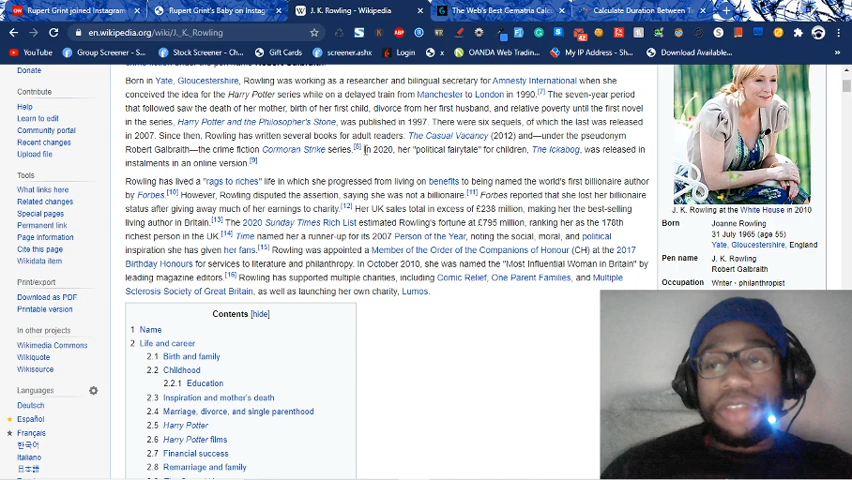 Rupert Grint joined Instagram
Rupert Grint's Baby on Instag
J. K. Rowling - Wikipedia
The Web's Best Gematria Calc
Calculate Duration Between T
en.wikipedia.org/wiki/J._K._Rowling
YouTube
Group Screener - S...
Stock Screener - Ch...
Gift Cards
screener.ashx
Login
x
OANDA Web Trading...
My IP Address - Sh...
Download Available...
Donate
Contribute
Help
Learn to edit
Community portal
Recent changes
Upload file
Tools
What links here
Related changes
Special pages
Permanent link
Page information
Cite this page
Wikidata item
Print/export
Download as PDF
Printable version
In other projects
Wikimedia Commons
Wikiquote
Wikisource
Languages
Deutsch
Español
Français
한국어
Italiano
日本語
Born in Yate, Gloucestershire, Rowling was working as a researcher and bilingual secretary for Amnesty International when she
conceived the idea for the Harry Potter series while on a delayed train from Manchester to London in 1990.[7] The seven-year period
that followed saw the death of her mother, birth of her first child, divorce from her first husband, and relative poverty until the first novel
in the series, Harry Potter and the Philosopher's Stone, was published in 1997. There were six sequels, of which the last was released
in 2007. Since then, Rowling has written several books for adult readers: The Casual Vacancy (2012) and—under the pseudonym
Robert Galbraith—the crime fiction Cormoran Strike series.[8] In 2020, her "political fairytale" for children, The Ickabog, was released in
instalments in an online version.[9]
Rowling has lived a "rags to riches" life in which she progressed from living on benefits to being named the world's first billionaire author
by Forbes.[10] However, Rowling disputed the assertion, saying she was not a billionaire.[11] Forbes reported that she lost her billionaire
status after giving away much of her earnings to charity.[12] Her UK sales total in excess of £238 million, making her the best-selling
living author in Britain.[13] The 2020 Sunday Times Rich List estimated Rowling's fortune at £795 million, ranking her as the 178th
richest person in the UK.[14] Time named her a runner-up for its 2007 Person of the Year, noting the social, moral, and political
inspiration she has given her fans.[15] Rowling was appointed a Member of the Order of the Companions of Honour (CH) at the 2017
Birthday Honours for services to literature and philanthropy. In October 2010, she was named the "Most Influential Woman in Britain" by
leading magazine editors.[16] Rowling has supported multiple charities, including Comic Relief, One Parent Families, and Multiple
Sclerosis Society of Great Britain, as well as launching her own charity, Lumos.
Contents [hide]
1 Name
2 Life and career
2.1 Birth and family
2.2 Childhood
2.2.1 Education
2.3 Inspiration and mother's death
2.4 Marriage, divorce, and single parenthood
2.5 Harry Potter
2.6 Harry Potter films
2.7 Financial success
2.8 Remarriage and family
J. K. Rowling at the White House in 2010
Born Joanne Rowling
31 July 1965 (age 55)
Yate, Gloucestershire, England
Pen name J. K. Rowling
Robert Galbraith
Occupation Writer · philanthropist